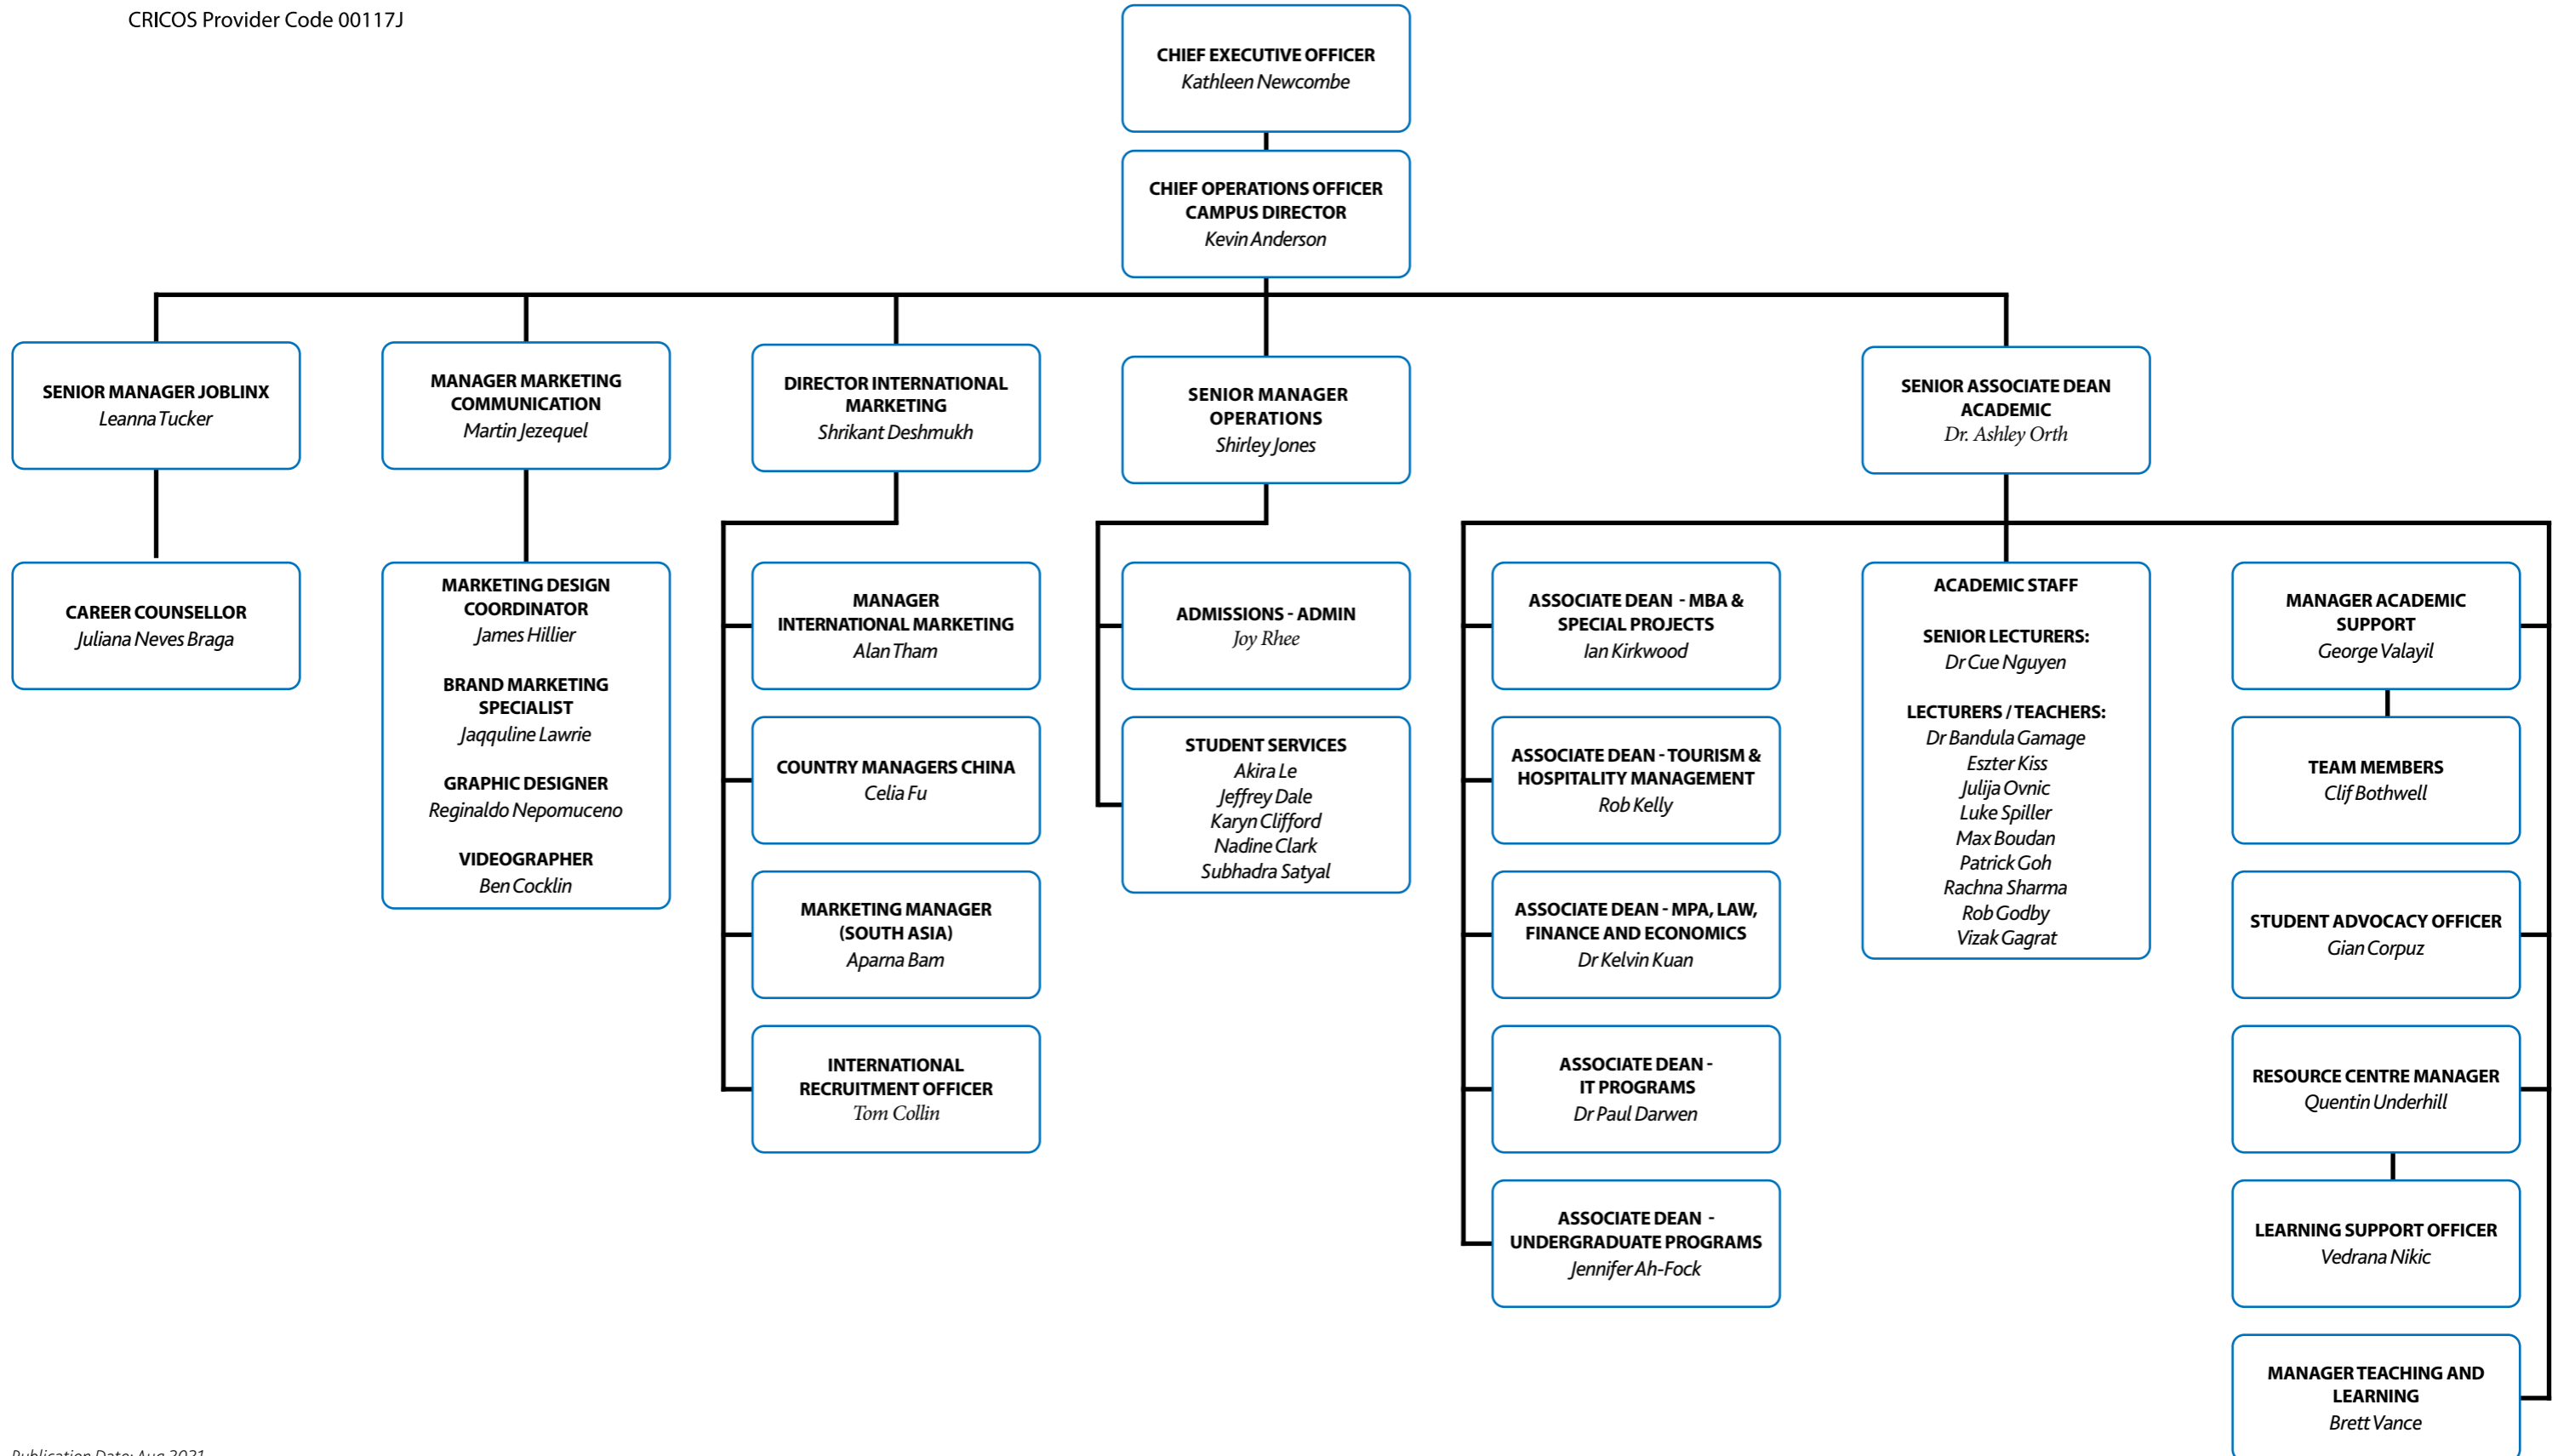 CRICOS Provider Code 00117J
CHIEF EXECUTIVE OFFICER
Kathleen Newcombe
CHIEF OPERATIONS OFFICER
CAMPUS DIRECTOR
Kevin Anderson
SENIOR MANAGER JOBLINX
Leanna Tucker
MANAGER MARKETING
COMMUNICATION
Martin Jezequel
DIRECTOR INTERNATIONAL
MARKETING
Shrikant Deshmukh
SENIOR MANAGER
OPERATIONS
Shirley Jones
SENIOR ASSOCIATE DEAN
ACADEMIC
Dr. Ashley Orth
CAREER COUNSELLOR
Juliana Neves Braga
MARKETING DESIGN
COORDINATOR
James Hillier
BRAND MARKETING
SPECIALIST
Jaqquline Lawrie
GRAPHIC DESIGNER
Reginaldo Nepomuceno
VIDEOGRAPHER
Ben Cocklin
MANAGER
INTERNATIONAL MARKETING
Alan Tham
COUNTRY MANAGERS CHINA
Celia Fu
MARKETING MANAGER
(SOUTH ASIA)
Aparna Bam
INTERNATIONAL
RECRUITMENT OFFICER
Tom Collin
ADMISSIONS - ADMIN
Joy Rhee
STUDENT SERVICES
Akira Le
Jeffrey Dale
Karyn Clifford
Nadine Clark
Subhadra Satyal
ASSOCIATE DEAN - MBA &
SPECIAL PROJECTS
Ian Kirkwood
ASSOCIATE DEAN - TOURISM &
HOSPITALITY MANAGEMENT
Rob Kelly
ASSOCIATE DEAN - MPA, LAW,
FINANCE AND ECONOMICS
Dr Kelvin Kuan
ASSOCIATE DEAN -
IT PROGRAMS
Dr Paul Darwen
ASSOCIATE DEAN -
UNDERGRADUATE PROGRAMS
Jennifer Ah-Fock
ACADEMIC STAFF
SENIOR LECTURERS:
Dr Cue Nguyen
LECTURERS / TEACHERS:
Dr Bandula Gamage
Eszter Kiss
Julija Ovnic
Luke Spiller
Max Boudan
Patrick Goh
Rachna Sharma
Rob Godby
Vizak Gagrat
MANAGER ACADEMIC
SUPPORT
George Valayil
TEAM MEMBERS
Clif Bothwell
STUDENT ADVOCACY OFFICER
Gian Corpuz
RESOURCE CENTRE MANAGER
Quentin Underhill
LEARNING SUPPORT OFFICER
Vedrana Nikic
MANAGER TEACHING AND
LEARNING
Brett Vance
Publication Date: Aug 2021